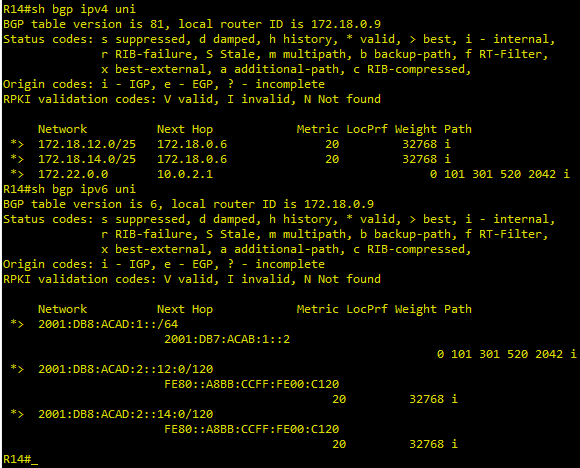 R14#sh bgp ipv4 uni
BGP table version is 81, local router ID is 172.18.0.9
Status codes: s suppressed, d damped, h history, * valid, > best, i - internal,
              r RIB-failure, S Stale, m multipath, b backup-path, f RT-Filter,
              x best-external, a additional-path, c RIB-compressed,
Origin codes: i - IGP, e - EGP, ? - incomplete
RPKI validation codes: V valid, I invalid, N Not found

     Network          Next Hop            Metric LocPrf Weight Path
 *>  172.18.12.0/25   172.18.0.6              20         32768 i
 *>  172.18.14.0/25   172.18.0.6              20         32768 i
 *>  172.22.0.0       10.0.2.1                               0 101 301 520 2042 i
R14#sh bgp ipv6 uni
BGP table version is 6, local router ID is 172.18.0.9
Status codes: s suppressed, d damped, h history, * valid, > best, i - internal,
              r RIB-failure, S Stale, m multipath, b backup-path, f RT-Filter,
              x best-external, a additional-path, c RIB-compressed,
Origin codes: i - IGP, e - EGP, ? - incomplete
RPKI validation codes: V valid, I invalid, N Not found

     Network          Next Hop            Metric LocPrf Weight Path
 *>  2001:DB8:ACAD:1::/64
                       2001:DB7:ACAB:1::2
                                                              0 101 301 520 2042 i
 *>  2001:DB8:ACAD:2::12:0/120
                       FE80::A8BB:CCFF:FE00:C120
                                              20         32768 i
 *>  2001:DB8:ACAD:2::14:0/120
                       FE80::A8BB:CCFF:FE00:C120
                                              20         32768 i
R14#_